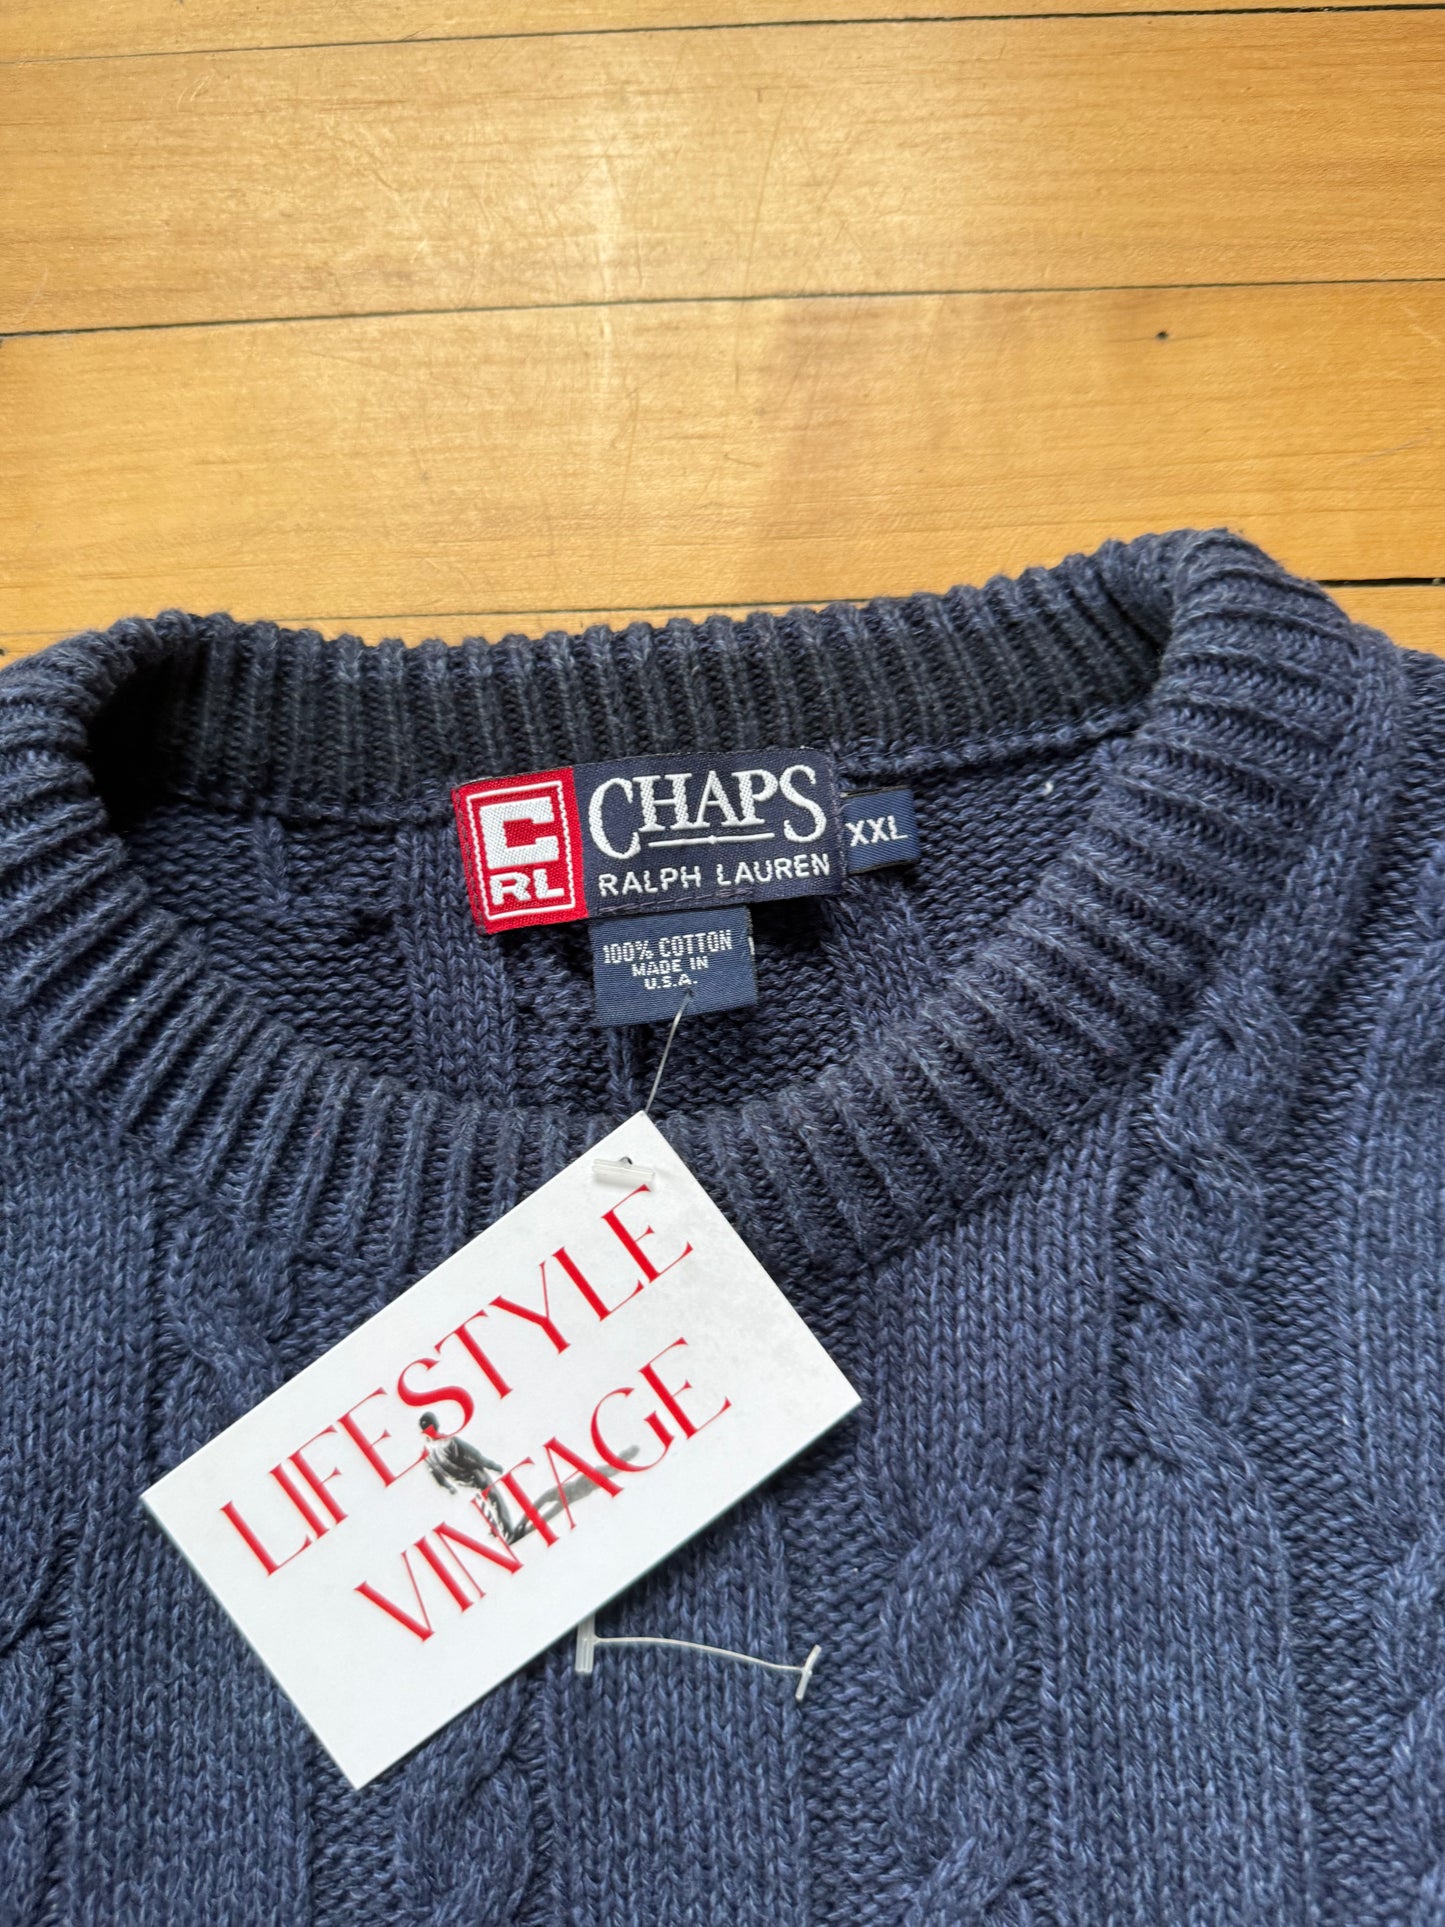 C
RL
CHAPS
RALPH LAUREN
XXL
100% COTTON
MADE IN
U.S.A.
LIFESTYLE
VINTAGE